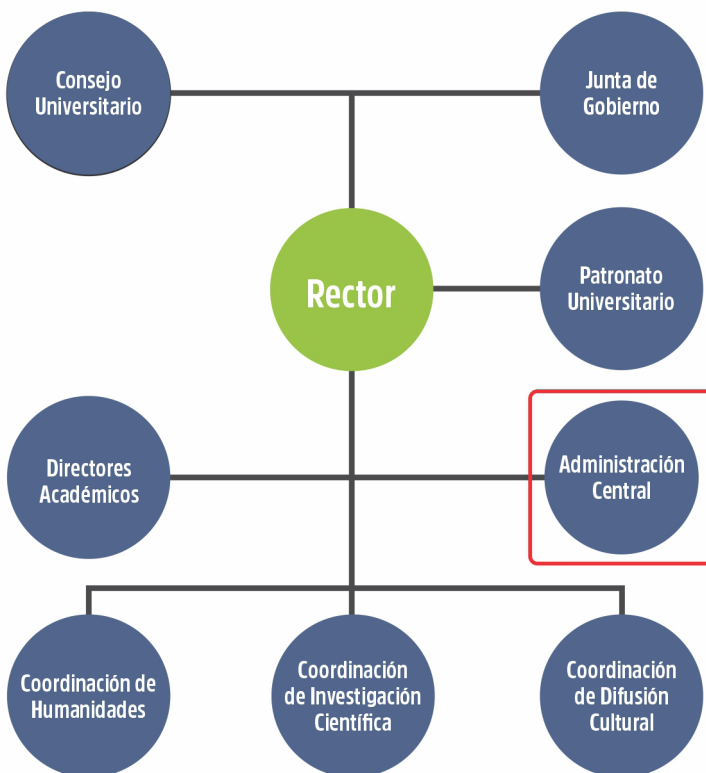 Consejo
Universitario
Junta de
Gobierno
Rector
Patronato
Universitario
Directores
Académicos
Administración
Central
Coordinación de
Humanidades
Coordinación
de Investigación
Científica
Coordinación
de Difusión
Cultural